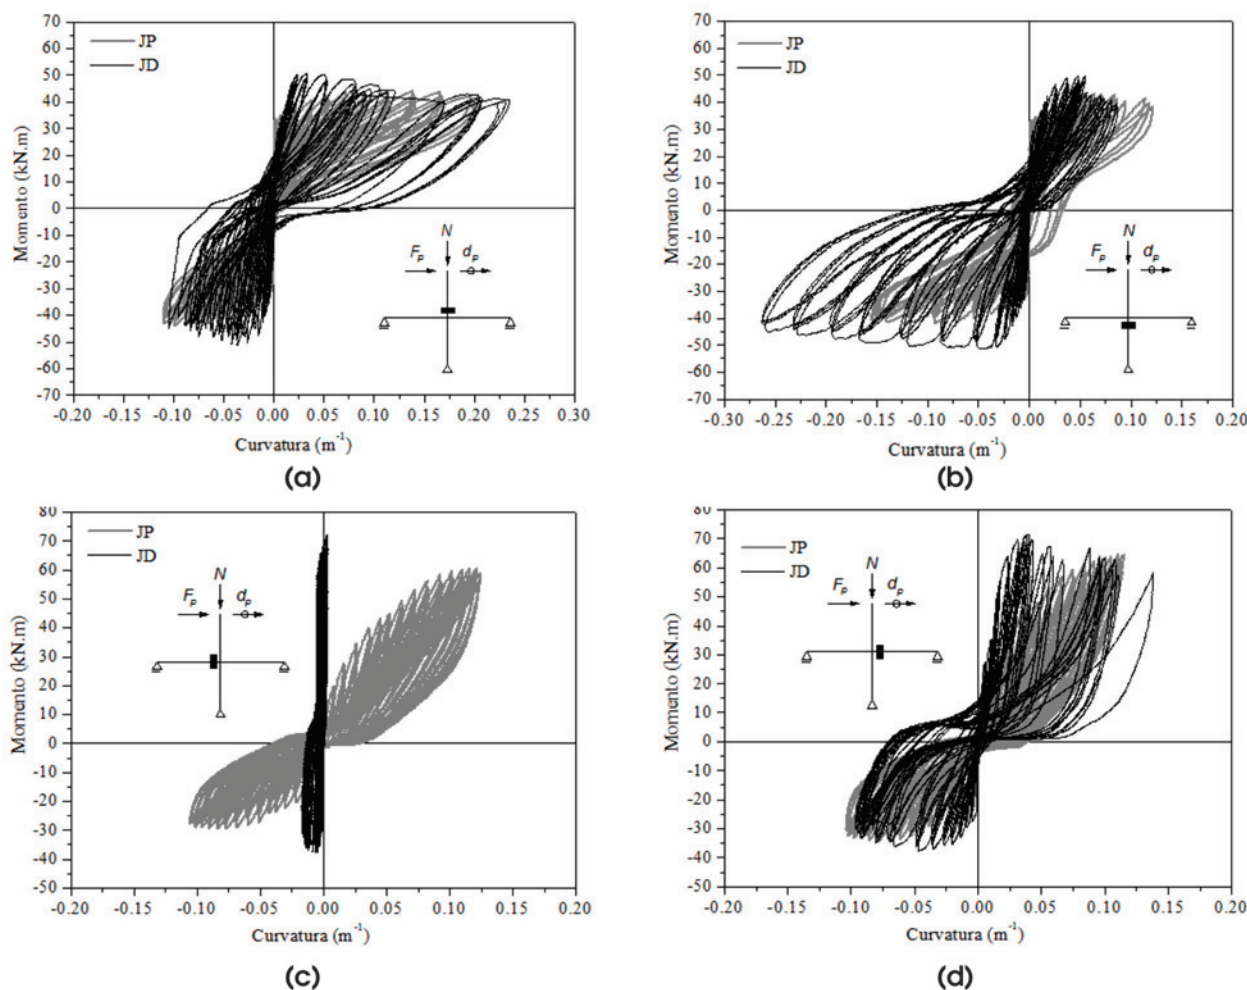 70
60
50
40
30
20
10
0
-10
-20
-30
-40
-50
-60
-70
Momento (kN.m)
JP
JD
N
F_p
d_p
-0.20 -0.15 -0.10 -0.05 0.00 0.05 0.10 0.15 0.20 0.25 0.30
Curvatura (m⁻¹)
(a)
70
60
50
40
30
20
10
0
-10
-20
-30
-40
-50
-60
-70
Momento (kN.m)
JP
JD
N
F_p
d_p
-0.30 -0.25 -0.20 -0.15 -0.10 -0.05 0.00 0.05 0.10 0.15 0.20
Curvatura (m⁻¹)
(b)
80
70
60
50
40
30
20
10
0
-10
-20
-30
-40
-50
Momento (kN.m)
JP
JD
N
F_p
d_p
-0.20 -0.15 -0.10 -0.05 0.00 0.05 0.10 0.15 0.20
Curvatura (m⁻¹)
(c)
80
70
60
50
40
30
20
10
0
-10
-20
-30
-40
-50
Momento (kN.m)
JP
JD
N
F_p
d_p
-0.20 -0.15 -0.10 -0.05 0.00 0.05 0.10 0.15 0.20
Curvatura (m⁻¹)
(d)